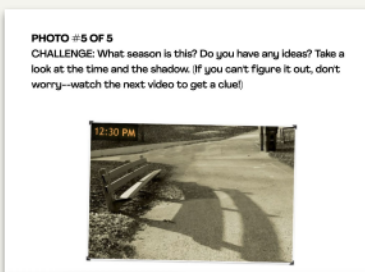 PHOTO #5 OF 5
CHALLENGE: What season is this? Do you have any ideas? Take a
look at the time and the shadow. (If you can't figure it out, don't
worry--watch the next video to get a clue!)
12:30 PM